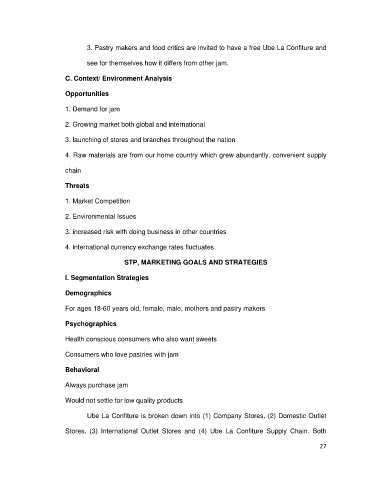 3. Pastry makers and food critics are invited to have a free Ube La Confiture and
see for themselves how it differs from other jam.
C. Context/ Environment Analysis
Opportunities
1. Demand for jam
2. Growing market both global and international
3. launching of stores and branches throughout the nation
4. Raw materials are from our home country which grew abundantly, convenient supply
chain
Threats
1. Market Competition
2. Environmental Issues
3. increased risk with doing business in other countries
4. international currency exchange rates fluctuates
STP, MARKETING GOALS AND STRATEGIES
I. Segmentation Strategies
Demographics
For ages 18-60 years old, female, male, mothers and pastry makers
Psychographics
Health conscious consumers who also want sweets
Consumers who love pastries with jam
Behavioral
Always purchase jam
Would not settle for low quality products
Ube La Confiture is broken down into (1) Company Stores, (2) Domestic Outlet
Stores, (3) International Outlet Stores and (4) Ube La Confiture Supply Chain. Both
27